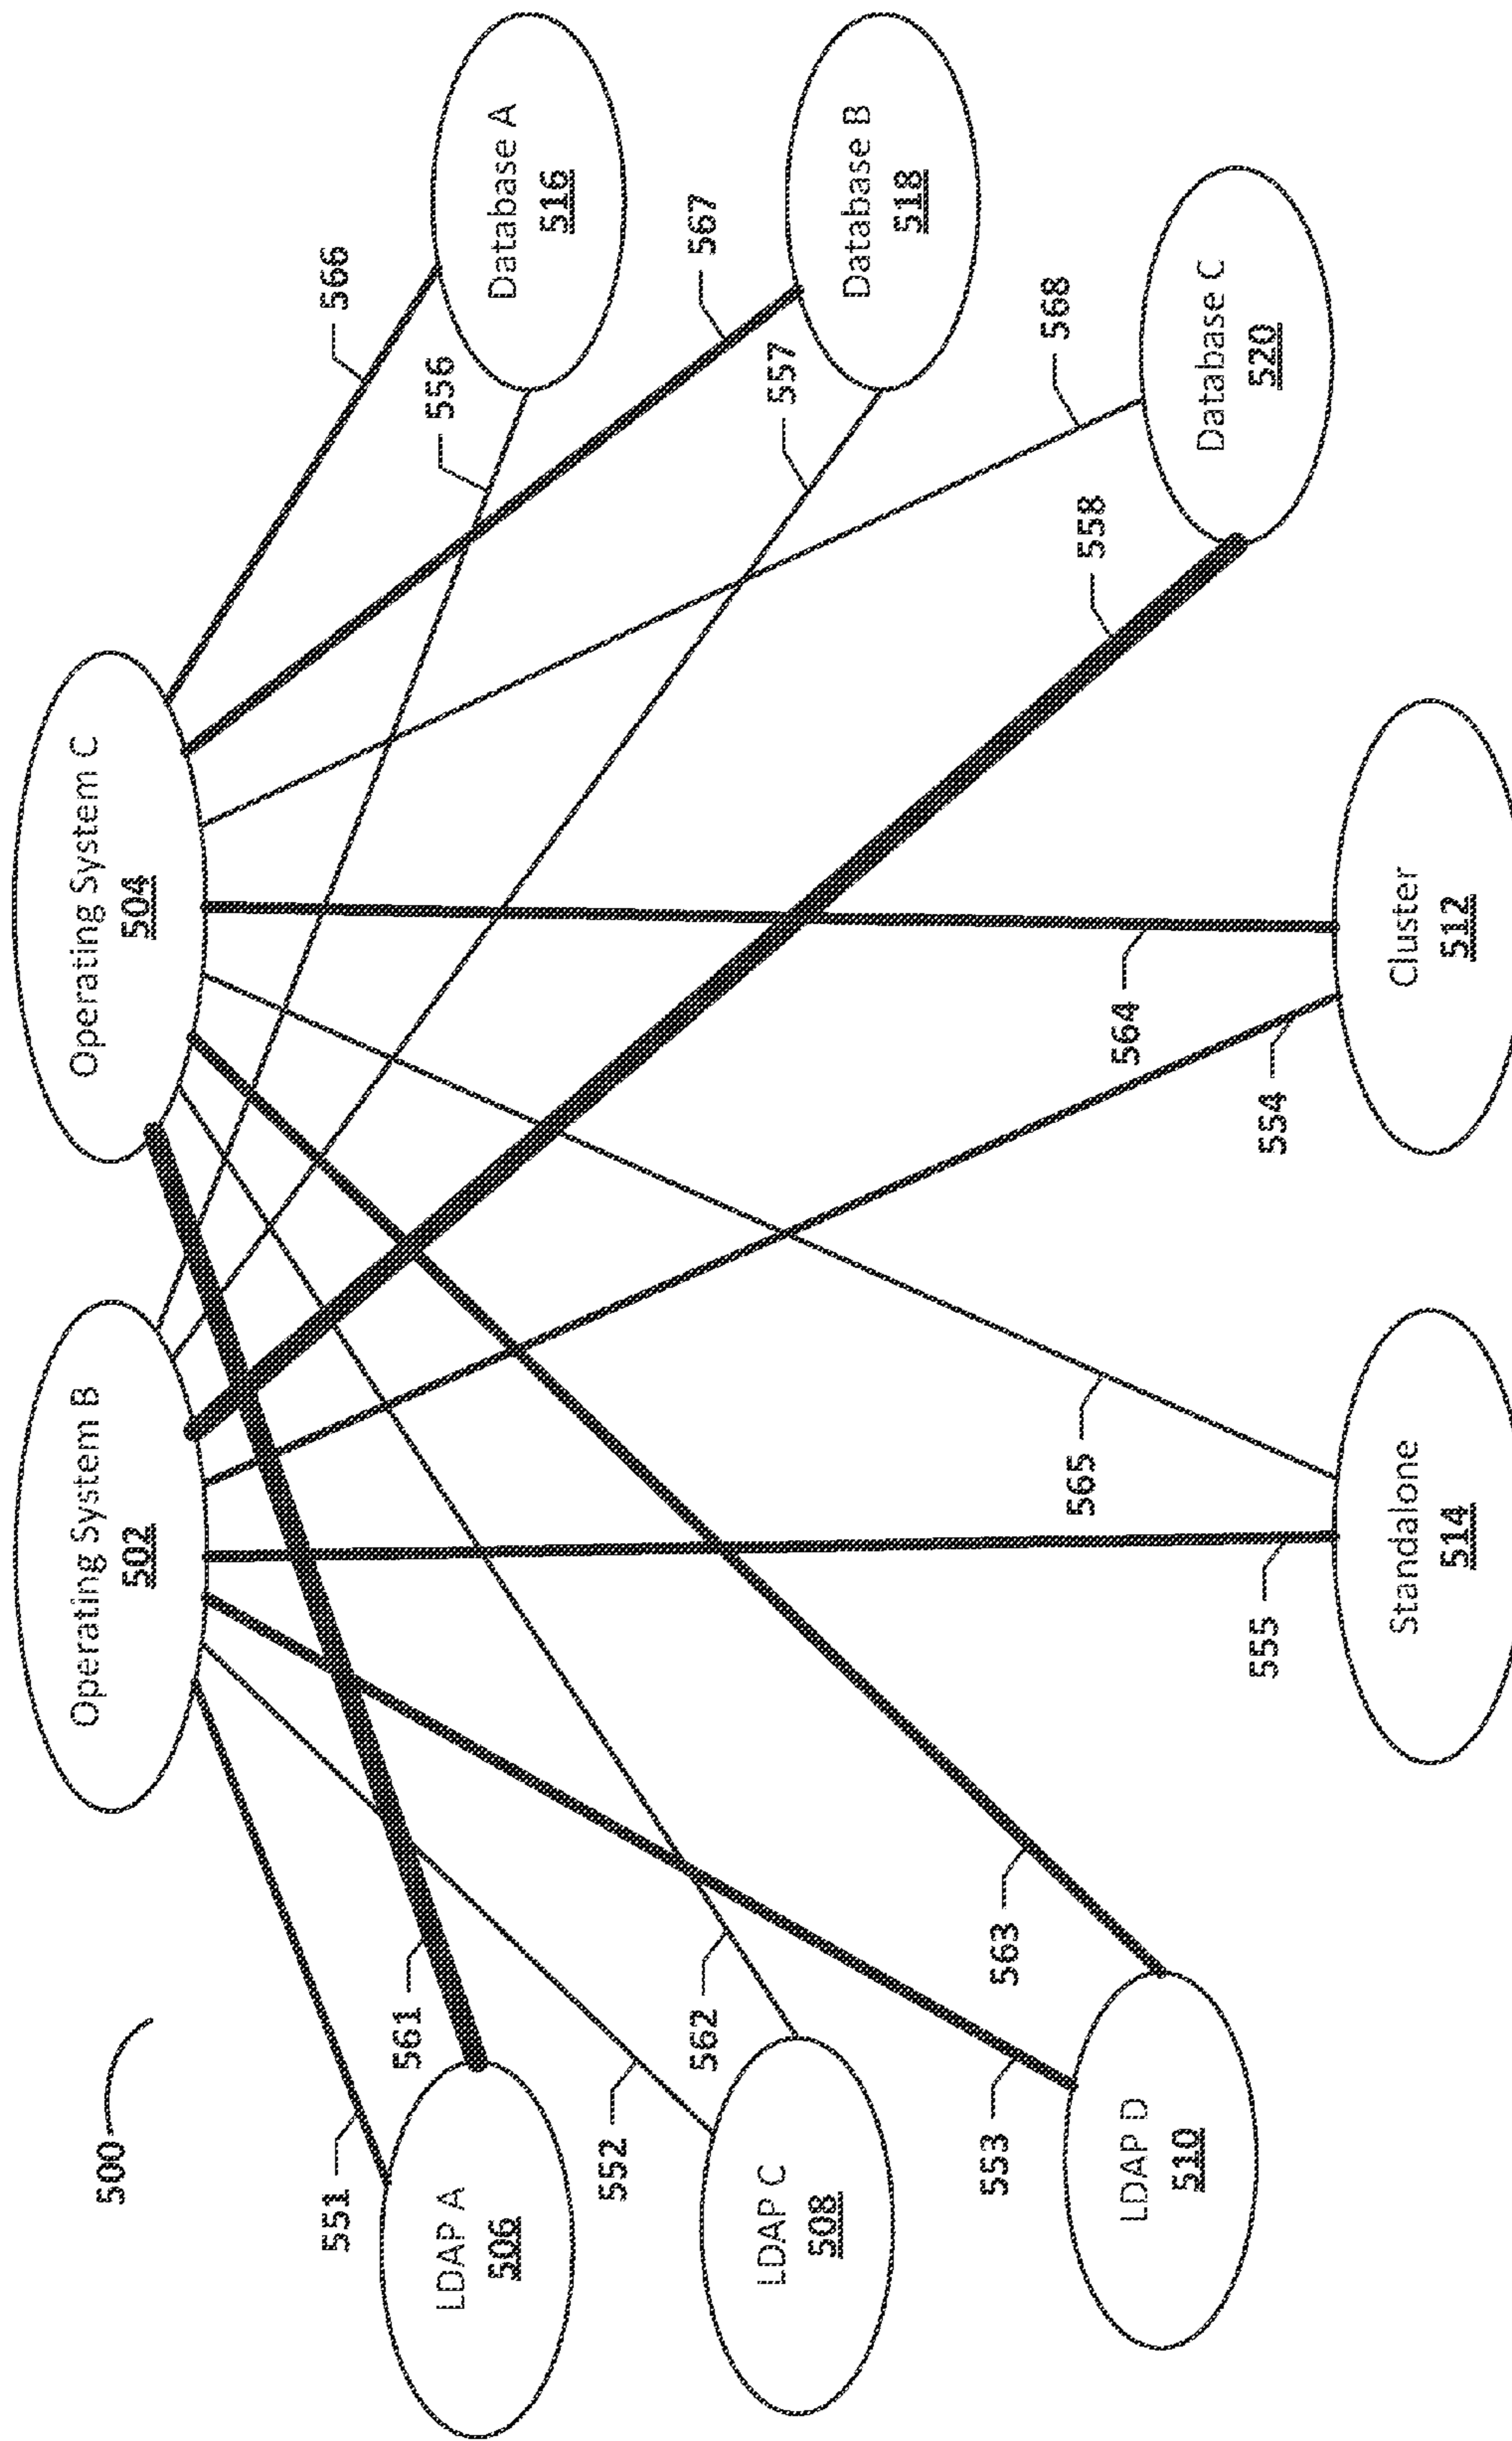 500
Operating System B
502
Operating System C
504
551
561
566
LDAP A
506
556
Database A
516
552
562
567
LDAP C
508
557
Database B
518
553
563
568
LDAP D
510
558
Database C
520
555
565
554
564
Standalone
514
Cluster
512